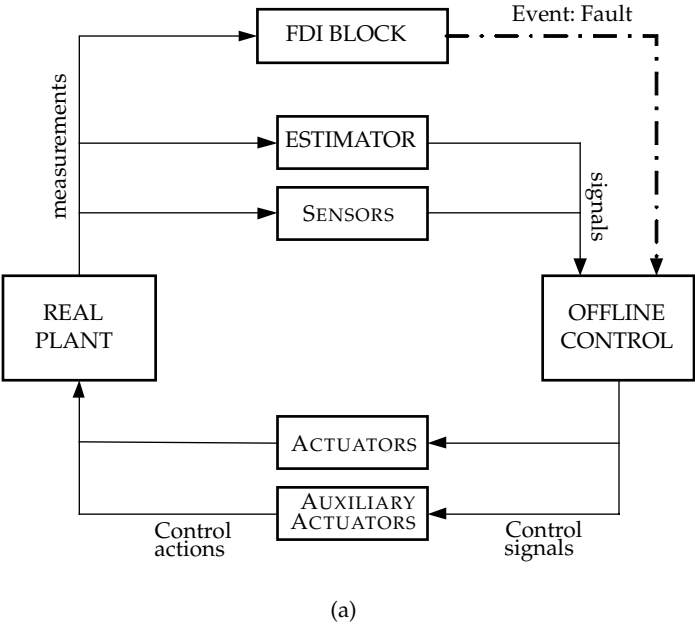 Event: Fault
FDI BLOCK
measurements
ESTIMATOR
signals
SENSORS
REAL
PLANT
OFFLINE
CONTROL
ACTUATORS
AUXILIARY
ACTUATORS
Control
actions
Control
signals
(a)